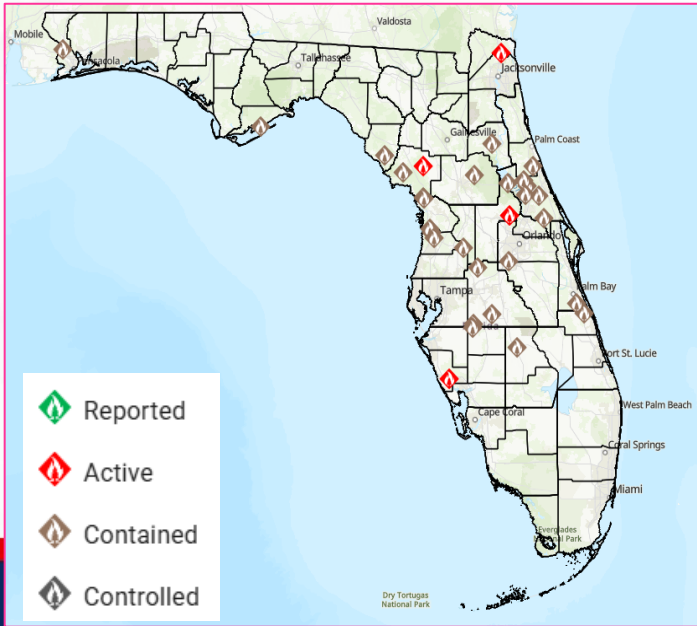 Valdosta
Mobile
Tallahassee
Jacksonville
Gainesville
Palm Coast
Orlando
Tampa
Palm Bay
Port St. Lucie
West Palm Beach
Cape Coral
Coral Springs
Miami
Everglades
National Park
Dry Tortugas
National Park
Reported
Active
Contained
Controlled